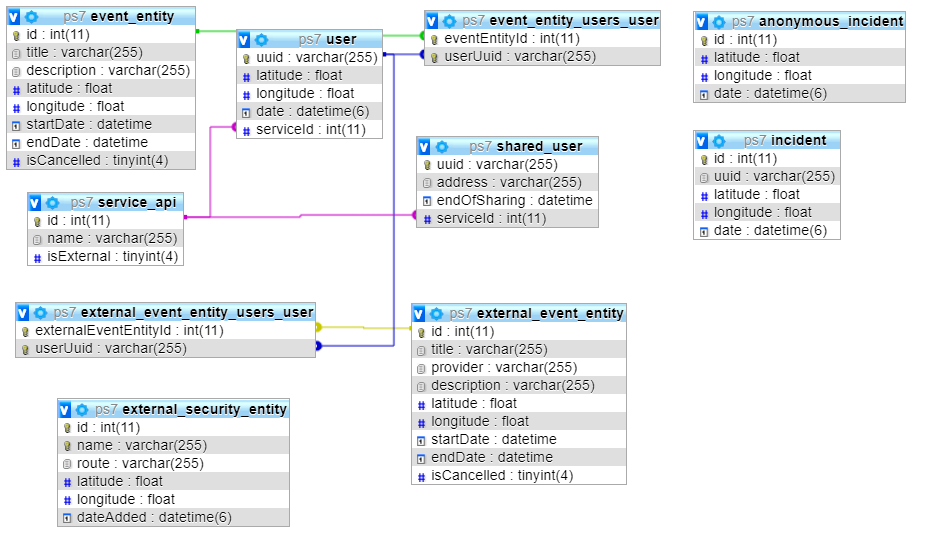 ps7 event_entity
id : int(11)
title : varchar(255)
description : varchar(255)
latitude : float
longitude : float
startDate : datetime
endDate : datetime
isCancelled : tinyint(4)
ps7 user
uuid : varchar(255)
latitude : float
longitude : float
date : datetime(6)
serviceId : int(11)
ps7 event_entity_users_user
eventEntityId : int(11)
userUuid : varchar(255)
ps7 anonymous_incident
id : int(11)
latitude : float
longitude : float
date : datetime(6)
ps7 shared_user
uuid : varchar(255)
address : varchar(255)
endOfSharing : datetime
serviceId : int(11)
ps7 incident
id : int(11)
uuid : varchar(255)
latitude : float
longitude : float
date : datetime(6)
ps7 service_api
id : int(11)
name : varchar(255)
isExternal : tinyint(4)
ps7 external_event_entity_users_user
externalEventEntityId : int(11)
userUuid : varchar(255)
ps7 external_event_entity
id : int(11)
title : varchar(255)
provider : varchar(255)
description : varchar(255)
latitude : float
longitude : float
startDate : datetime
endDate : datetime
isCancelled : tinyint(4)
ps7 external_security_entity
id : int(11)
name : varchar(255)
route : varchar(255)
latitude : float
longitude : float
dateAdded : datetime(6)